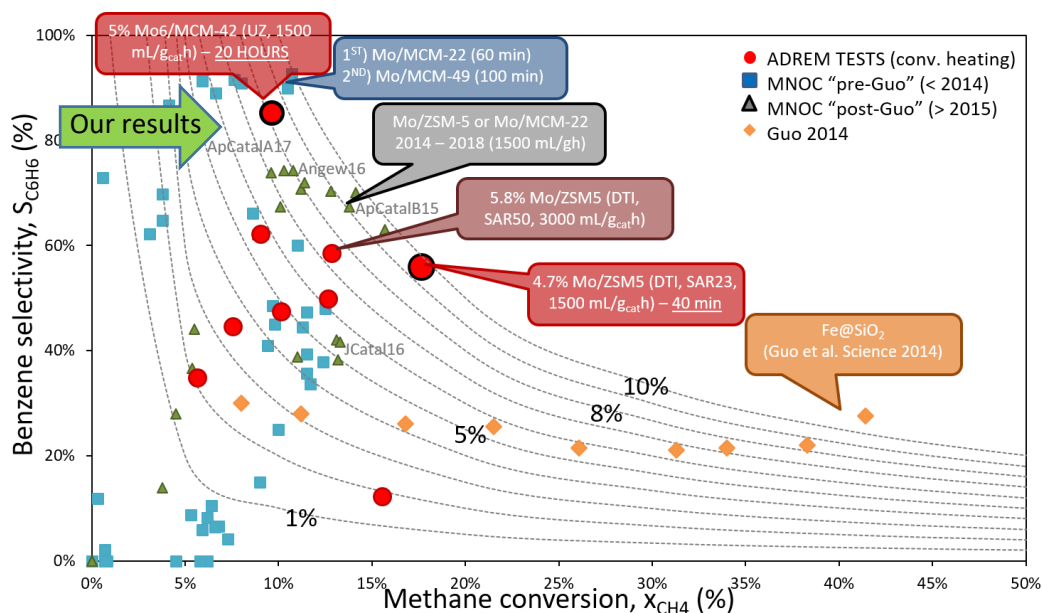 5% Mo6/MCM-42 (UZ, 1500
mL/gcath) – 20 HOURS
1ST) Mo/MCM-22 (60 min)
2ND) Mo/MCM-49 (100 min)
ADREM TESTS (conv. heating)
MNOC “pre-Guo” (< 2014)
MNOC “post-Guo” (> 2015)
Guo 2014
Our results
Mo/ZSM-5 or Mo/MCM-22
2014 – 2018 (1500 mL/gh)
ApCatalA17
Angew16
ApCatalB15
5.8% Mo/ZSM5 (DTI,
SAR50, 3000 mL/gcath)
4.7% Mo/ZSM5 (DTI, SAR23,
1500 mL/gcath) – 40 min
Fe@SiO2
(Guo et al. Science 2014)
JCatal16
10%
8%
5%
1%
Benzene selectivity, SC6H6 (%)
100%
80%
60%
40%
20%
0%
0% 5% 10% 15% 20% 25% 30% 35% 40% 45% 50%
Methane conversion, xCH4 (%)